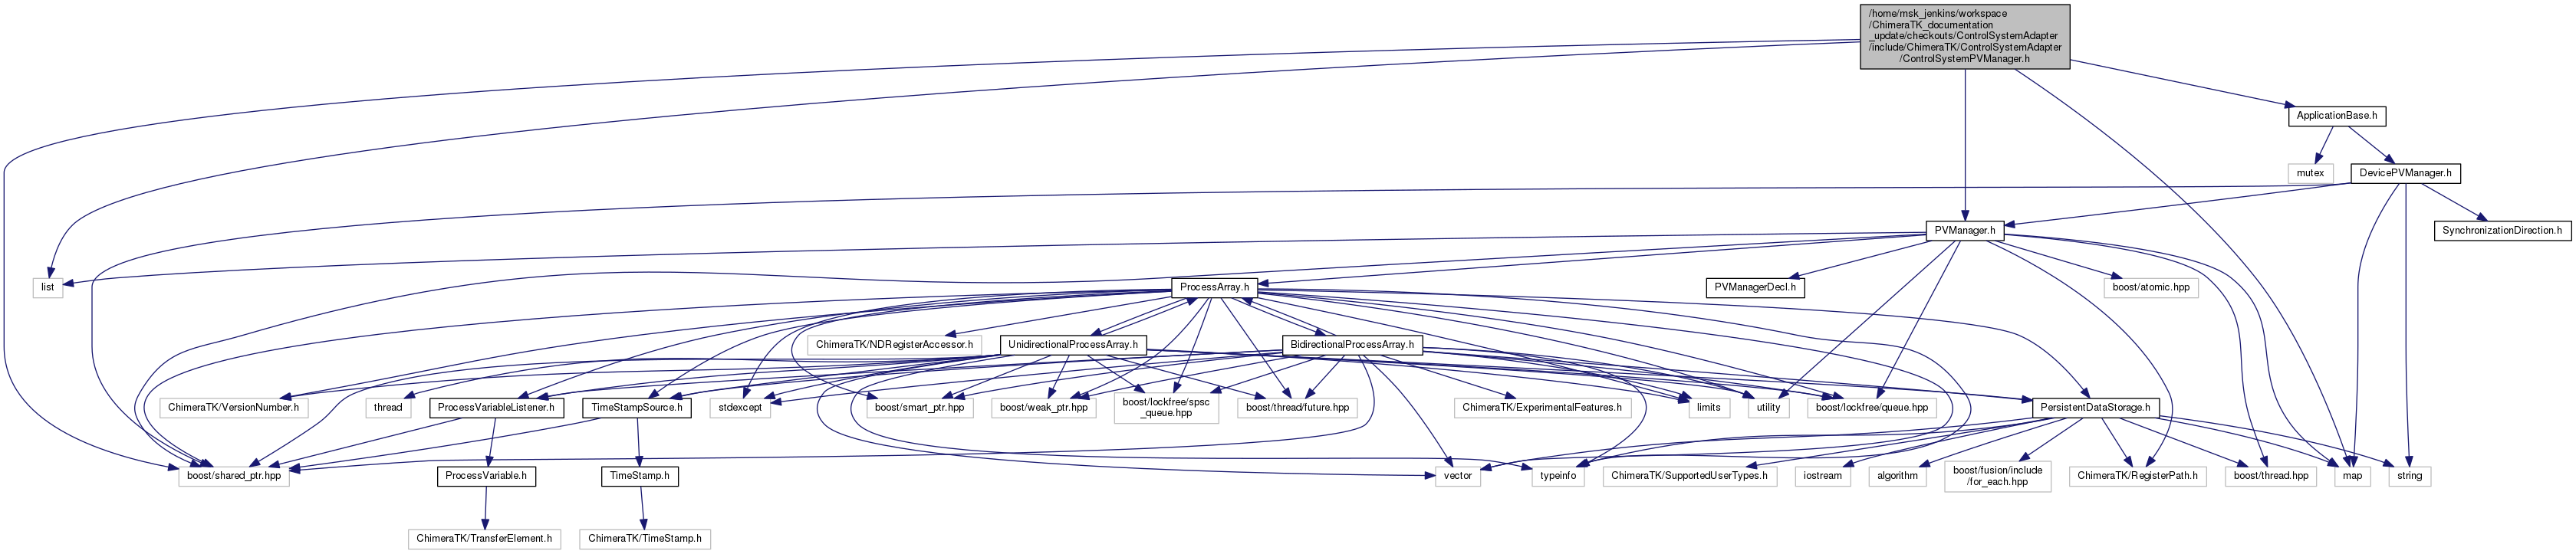 /home/msk_jenkins/workspace
/ChimeraTK_documentation
_update/checkouts/ControlSystemAdapter
/include/ChimeraTK/ControlSystemAdapter
/ControlSystemPVManager.h
ApplicationBase.h
mutex
DevicePVManager.h
PVManager.h
SynchronizationDirection.h
list
ProcessArray.h
PVManagerDecl.h
boost/atomic.hpp
ChimeraTK/NDRegisterAccessor.h
UnidirectionalProcessArray.h
BidirectionalProcessArray.h
ChimeraTK/VersionNumber.h
thread
ProcessVariableListener.h
TimeStampSource.h
stdexcept
boost/smart_ptr.hpp
boost/weak_ptr.hpp
boost/lockfree/spsc
_queue.hpp
boost/thread/future.hpp
ChimeraTK/ExperimentalFeatures.h
limits
utility
boost/lockfree/queue.hpp
PersistentDataStorage.h
boost/shared_ptr.hpp
ProcessVariable.h
TimeStamp.h
vector
typeinfo
ChimeraTK/SupportedUserTypes.h
iostream
algorithm
boost/fusion/include
/for_each.hpp
ChimeraTK/RegisterPath.h
boost/thread.hpp
map
string
ChimeraTK/TransferElement.h
ChimeraTK/TimeStamp.h